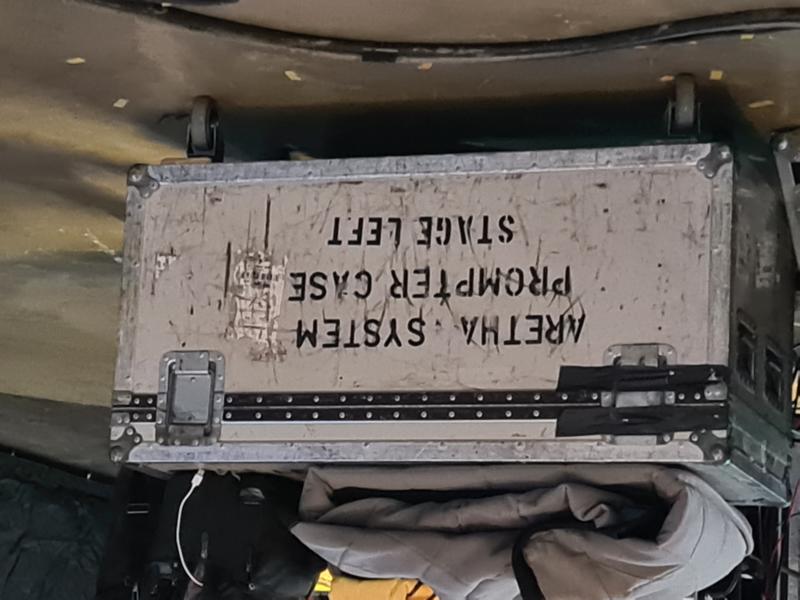 ARETHA SYSTEM
PROMPTER CASE
STAGE LEFT